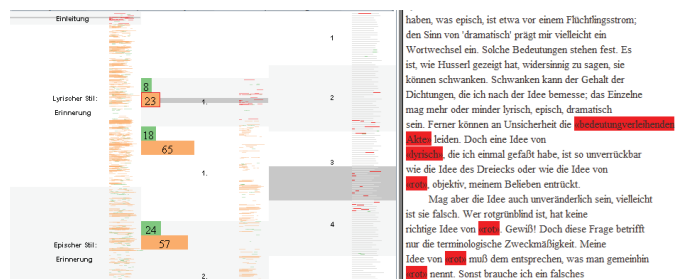 Einleitung
1
8
Lyrischer Stil:
23
1.
2
Erinnerung
18
65
3
1.
24
4
Epischer Stil:
57
Erinnerung
2.
haben, was episch, ist etwa vor einem Flüchtlingsstrom;
den Sinn von 'dramatisch' prägt mir vielleicht ein
Wortwechsel ein. Solche Bedeutungen stehen fest. Es
ist, wie Husserl gezeigt hat, widersinnig zu sagen, sie
können schwanken. Schwanken kann der Gehalt der
Dichtungen, die ich nach der Idee bemesse; das Einzelne
mag mehr oder minder lyrisch, episch, dramatisch
sein. Ferner können an Unsicherheit die «bedeutungverleihenden
Akte» leiden. Doch eine Idee von
«lyrisch», die ich einmal gefaßt habe, ist so unverrückbar
wie die Idee des Dreiecks oder wie die Idee von
«rot», objektiv, meinem Belieben entrückt.
Mag aber die Idee auch unveränderlich sein, vielleicht
ist sie falsch. Wer rotgrünblind ist, hat keine
richtige Idee von «rot». Gewiß! Doch diese Frage betrifft
nur die terminologische Zweckmäßigkeit. Meine
Idee von «rot» muß dem entsprechen, was man gemeinhin
«rot» nennt. Sonst brauche ich ein falsches